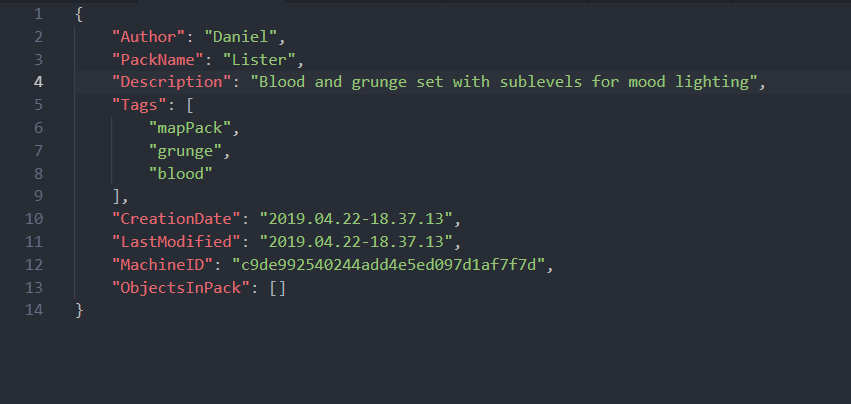 1 {
2 "Author": "Daniel",
3 "PackName": "Lister",
4 "Description": "Blood and grunge set with sublevels for mood lighting",
5 "Tags": [
6 "mapPack",
7 "grunge",
8 "blood"
9 ],
10 "CreationDate": "2019.04.22-18.37.13",
11 "LastModified": "2019.04.22-18.37.13",
12 "MachineID": "c9de992540244add4e5ed097d1af7f7d",
13 "ObjectsInPack": []
14 }